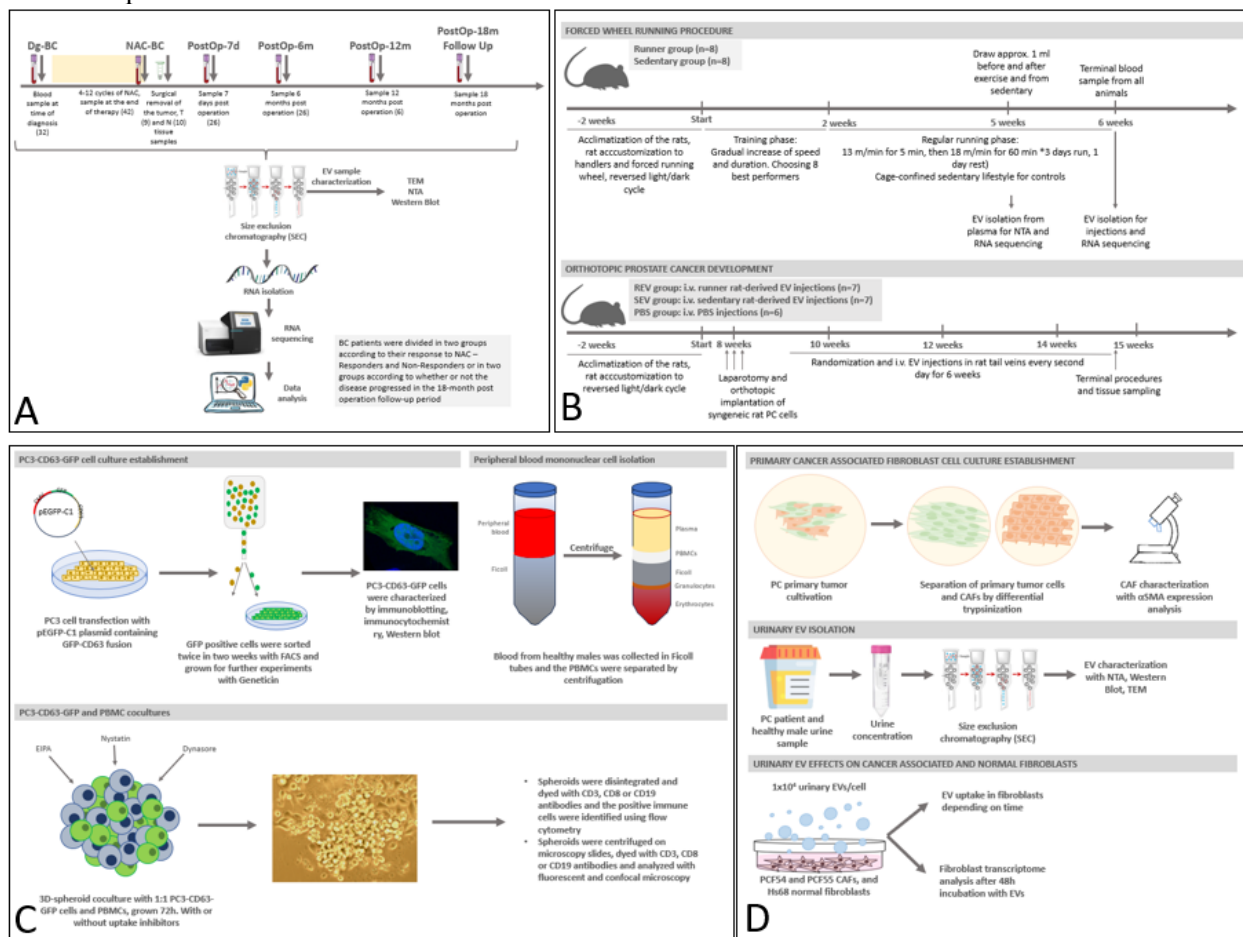 Dg-BC
NAC-BC
PostOp-7d
PostOp-6m
PostOp-12m
PostOp-18m
Follow Up
Blood
sample at
time of
diagnosis
(32)
4-12 cycles of NAC,
sample at the end
of therapy (42)
Surgical
removal of
the tumor, T
(9) and N (10)
tissue
samples
Sample 7
days post
operation
(26)
Sample 6
months post
operation (26)
Sample 12
months post
operation (6)
Sample 18
months post
operation
EV sample
characterization
TEM
NTA
Western Blot
Size exclusion
chromatography (SEC)
RNA isolation
RNA
sequencing
Data
analysis
BC patients were divided in two groups
according to their response to NAC –
Responders and Non-Responders or in two
groups according to whether or not the
disease progressed in the 18-month post
operation follow-up period
A
FORCED WHEEL RUNNING PROCEDURE
Runner group (n=8)
Sedentary group (n=8)
Draw approx. 1 ml
before and after
exercise and from
sedentary
Terminal blood
sample from all
animals
-2 weeks
Start
2 weeks
5 weeks
6 weeks
Acclimatization of the rats,
rat acccustomization to
handlers and forced running
wheel, reversed light/dark
cycle
Training phase:
Gradual increase of speed
and duration. Choosing 8
best performers
Regular running phase:
13 m/min for 5 min, then 18 m/min for 60 min *3 days run, 1
day rest)
Cage-confined sedentary lifestyle for controls
EV isolation from
plasma for NTA and
RNA sequencing
EV isolation for
injections and
RNA sequencing
ORTHOTOPIC PROSTATE CANCER DEVELOPMENT
REV group: i.v. runner rat-derived EV injections (n=7)
SEV group: i.v. sedentary rat-derived EV injections (n=7)
PBS group: i.v. PBS injections (n=6)
-2 weeks
Start
8 weeks
10 weeks
12 weeks
14 weeks
15 weeks
Acclimatization of the rats,
rat acccustomization to
reversed light/dark cycle
Laparotomy and
orthotopic
implantation of
syngeneic rat PC cells
Randomization and i.v. EV injections in rat tail veins every second
day for 6 weeks
Terminal procedures
and tissue sampling
B
PC3-CD63-GFP cell culture establishment
pEGFP-C1
PC3 cell transfection with
pEGFP-C1 plasmid containing
GFP-CD63 fusion
GFP positive cells were sorted
twice in two weeks with FACS and
grown for further experiments
with Geneticin
PC3-CD63-GFP cells
were characterized
by immunoblotting,
immunocytochemist
ry, Western blot
Peripheral blood mononuclear cell isolation
Peripheral
blood
Ficoll
Centrifuge
Plasma
PBMCs
Ficoll
Granulocytes
Erythrocytes
Blood from healthy males was collected in Ficoll
tubes and the PBMCs were separated by
centrifugation
PC3-CD63-GFP and PBMC cocultures
EIPA
Nystatin
Dynasore
3D-spheroid coculture with 1:1 PC3-CD63-
GFP cells and PBMCs, grown 72h. With or
without uptake inhibitors
• Spheroids were disintegrated and
dyed with CD3, CD8 or CD19
antibodies and the positive immune
cells were identified using flow
cytometry
• Spheroids were centrifuged on
microscopy slides, dyed with CD3, CD8
or CD19 antibodies and analyzed with
fluorescent and confocal microscopy
C
PRIMARY CANCER ASSOCIATED FIBROBLAST CELL CULTURE ESTABLISHMENT
PC primary tumor
cultivation
Separation of primary tumor
cells and CAFs by differential
trypsinization
CAF characterization
with αSMA expression
analysis
URINARY EV ISOLATION
PC patient and
healthy male urine
sample
Urine
concentration
Size exclusion
chromatography (SEC)
EV characterization
with NTA, Western
Blot, TEM
URINARY EV EFFECTS ON CANCER ASSOCIATED AND NORMAL FIBROBLASTS
urinary EVs/cell
PCF54 and PCF55 CAFs, and
Hs68 normal fibroblasts
EV uptake in fibroblasts
depending on time
Fibroblast transcriptome
analysis after 48h
incubation with EVs
D